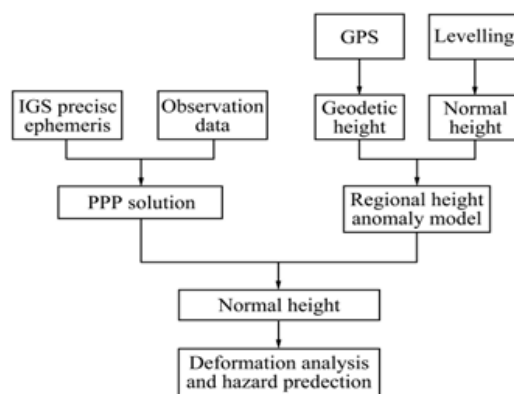 GPS
Levelling
IGS precisc
ephemeris
Observation
data
Geodetic
height
Normal
height
PPP solution
Regional height
anomaly model
Normal height
Deformation analysis
and hazard predection